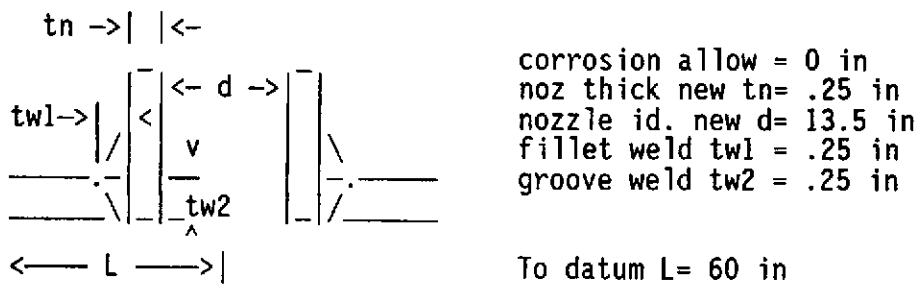 tn ->| |<-
corrosion allow = 0 in
<- d -> noz thick new tn= .25 in
twl-> < nozzle id. new d= 13.5 in
v fillet weld twl = .25 in
groove weld tw2 = .25 in
tw2
^
<—— L ——>| To datum L= 60 in